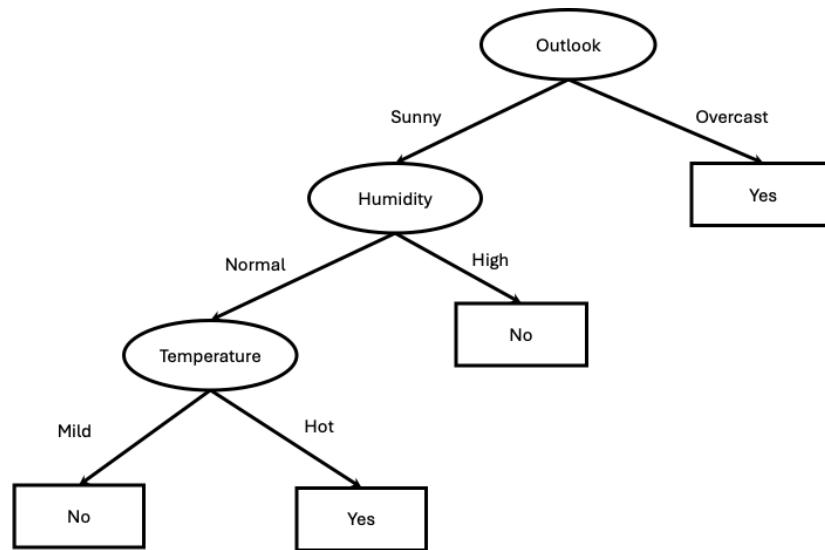 Outlook
Sunny
Overcast
Humidity
Yes
Normal
High
No
Temperature
Mild
Hot
No
Yes